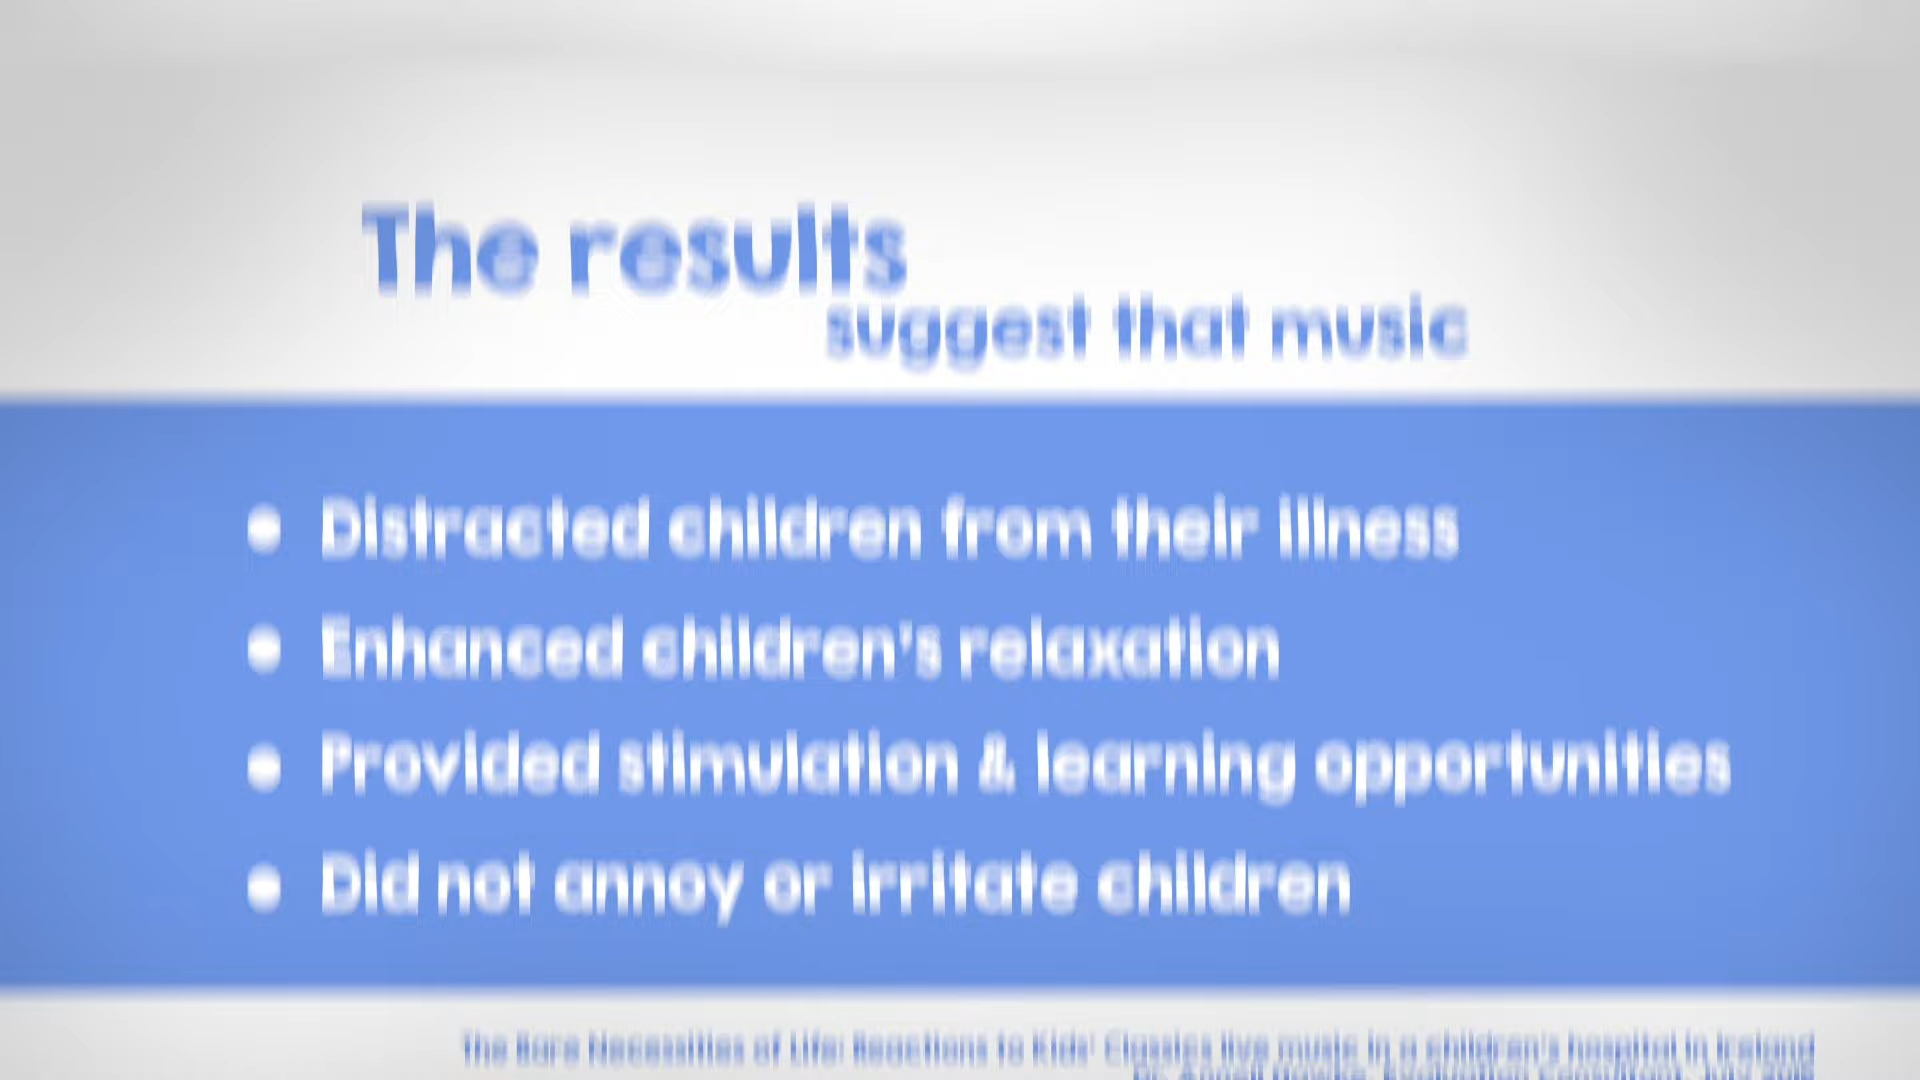 The results
suggest that music
Distracted children from their illness
Enhanced children's relaxation
Provided stimulation & learning opportunities
Did not annoy or irritate children
The Bare Necessities of Life: Reactions to Kids' Classics live music in a children's hospital in Ireland